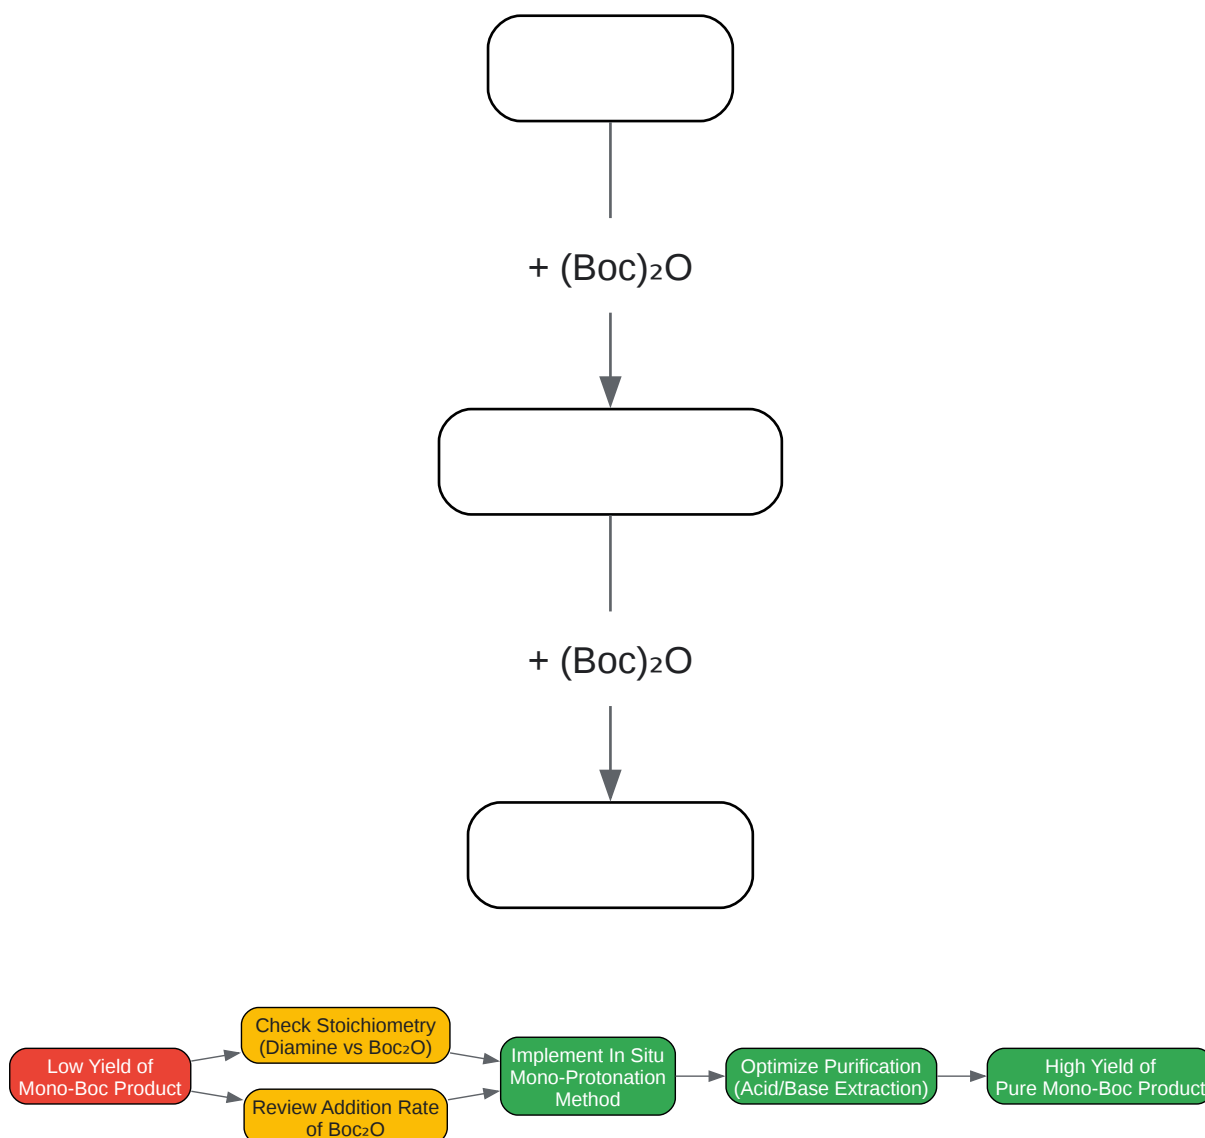 + (Boc)₂O
+ (Boc)₂O
Low Yield of
Mono-Boc Product
Check Stoichiometry
(Diamine vs Boc₂O)
Review Addition Rate
of Boc₂O
Implement In Situ
Mono-Protonation
Method
Optimize Purification
(Acid/Base Extraction)
High Yield of
Pure Mono-Boc Product